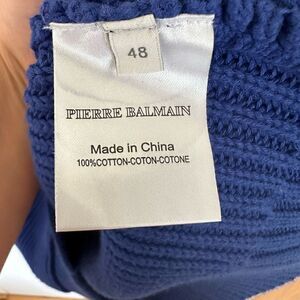 48
PIERRE BALMAIN
Made in China
100%COTTON-COTON-COTONE